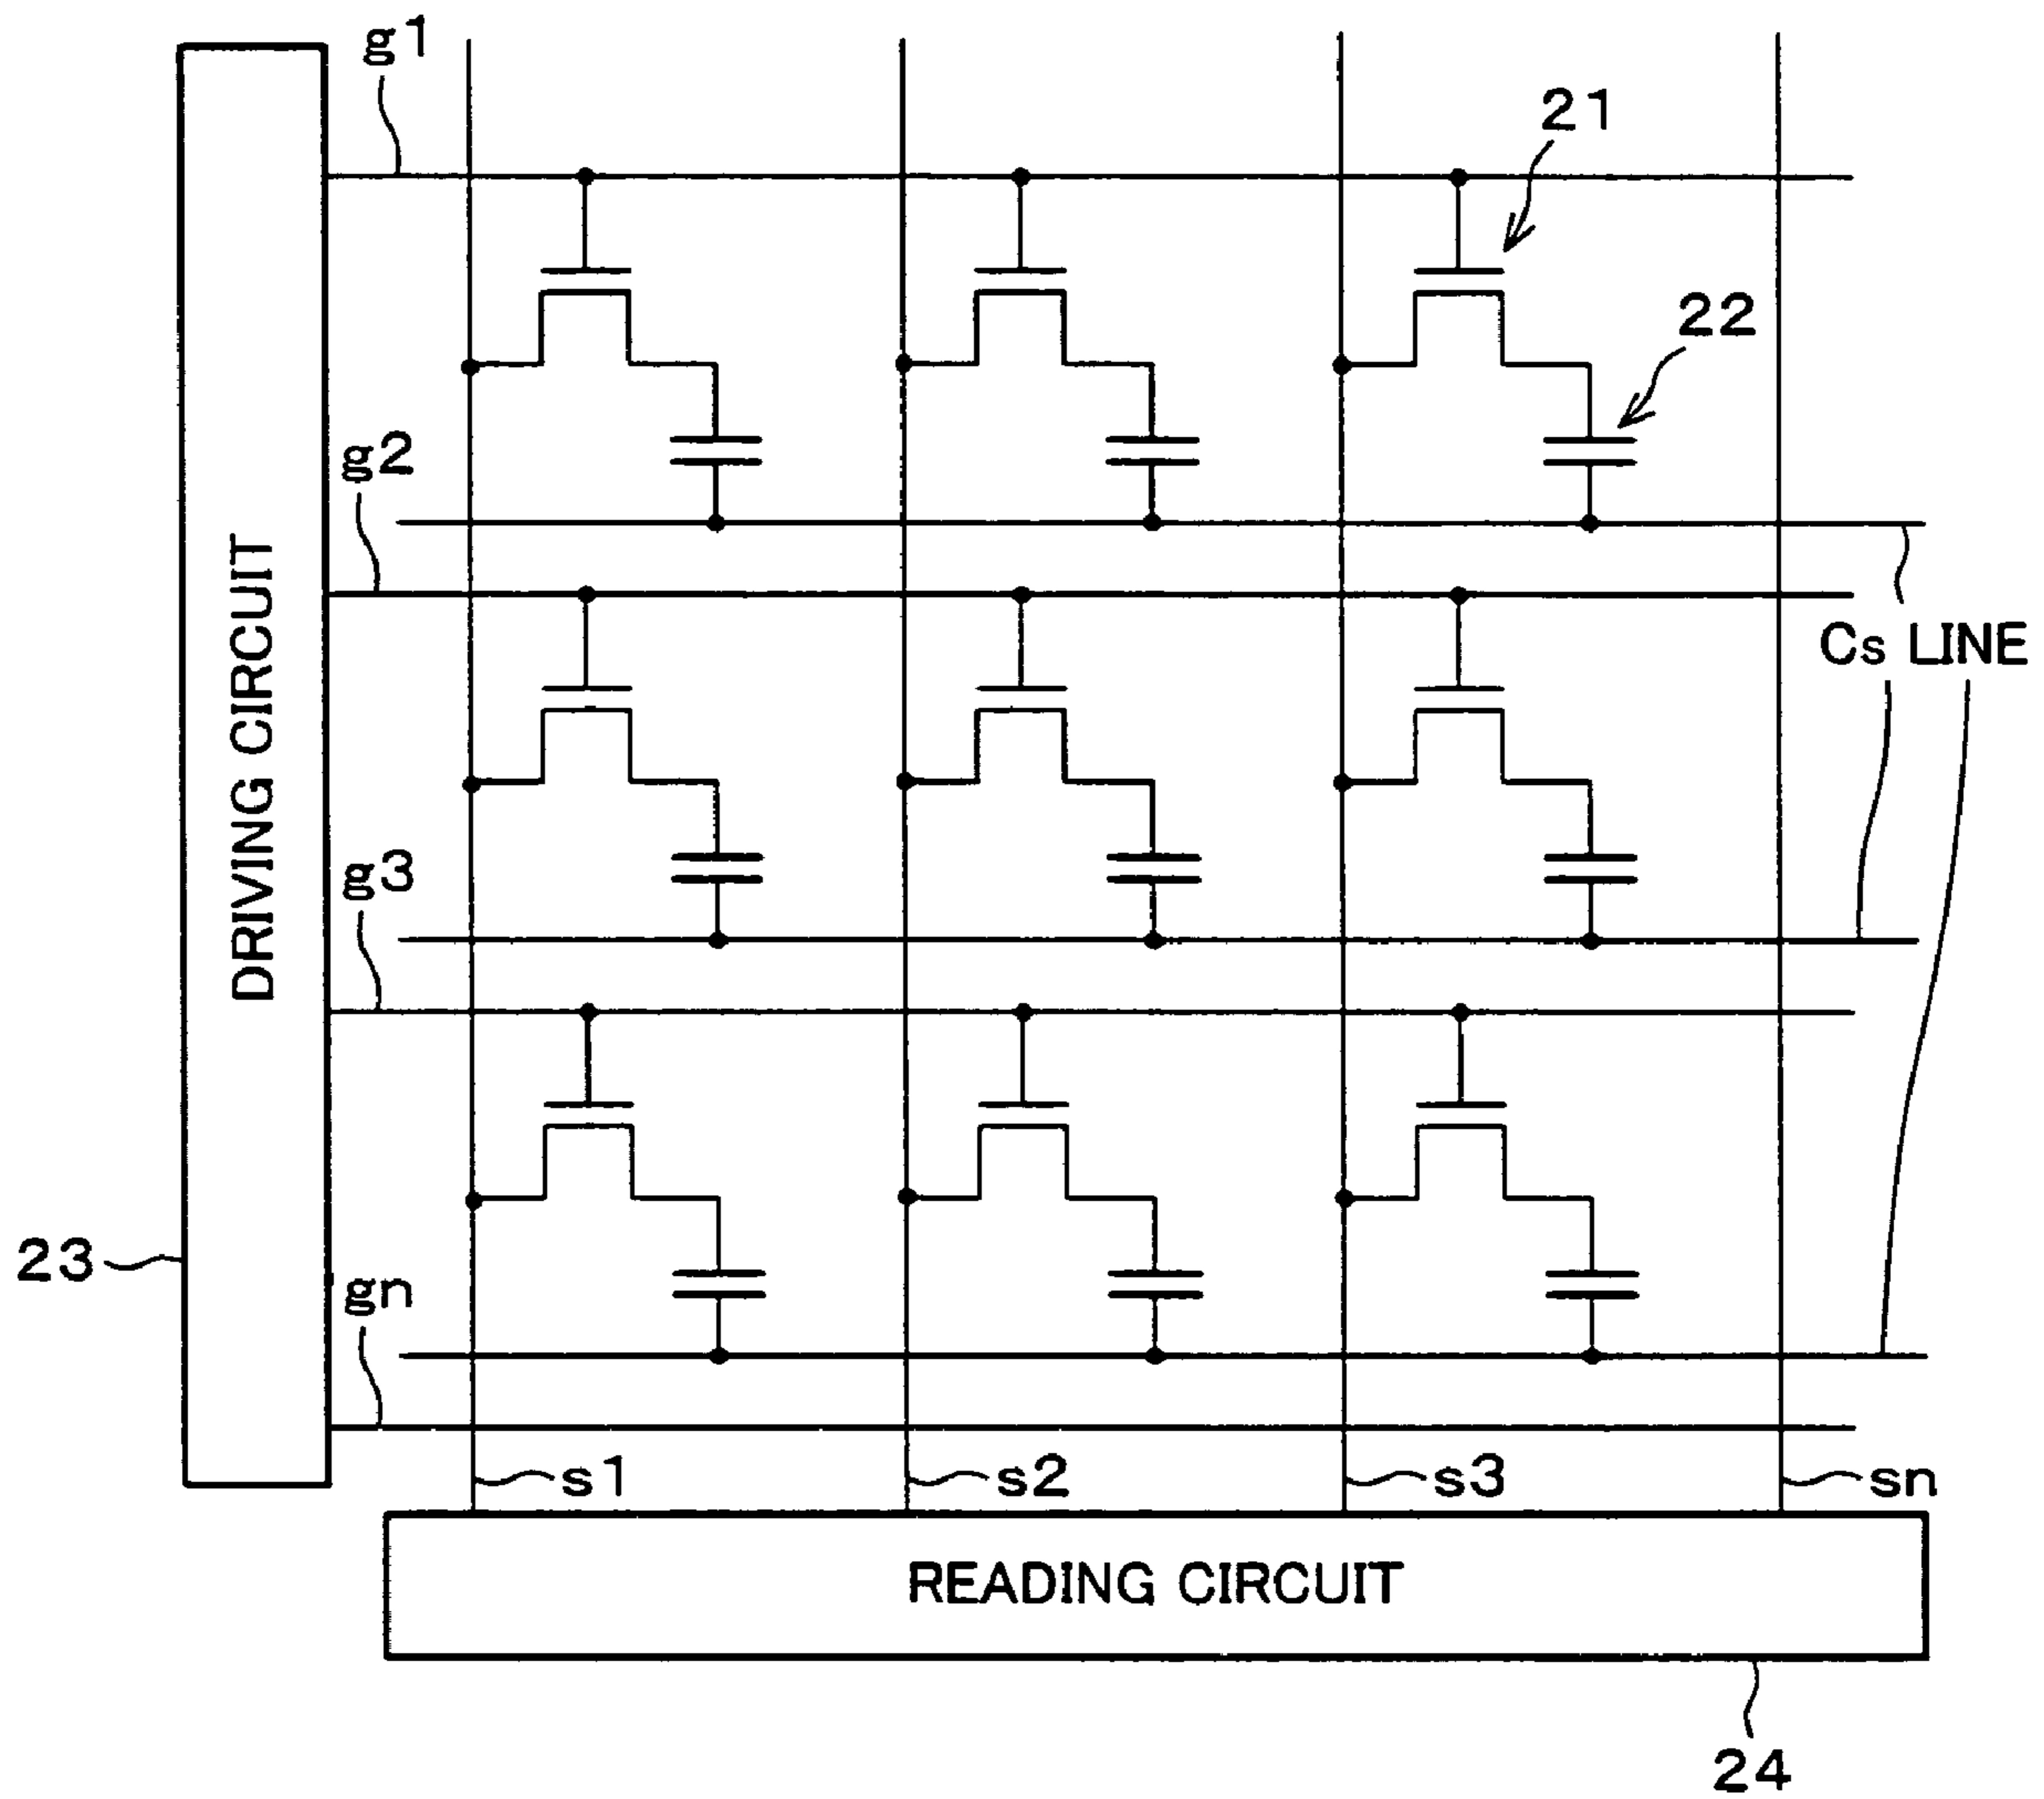 g1
21
22
g2
Cs LINE
DRIVING CIRCUIT
g3
23
gn
s1
s2
s3
sn
READING CIRCUIT
24